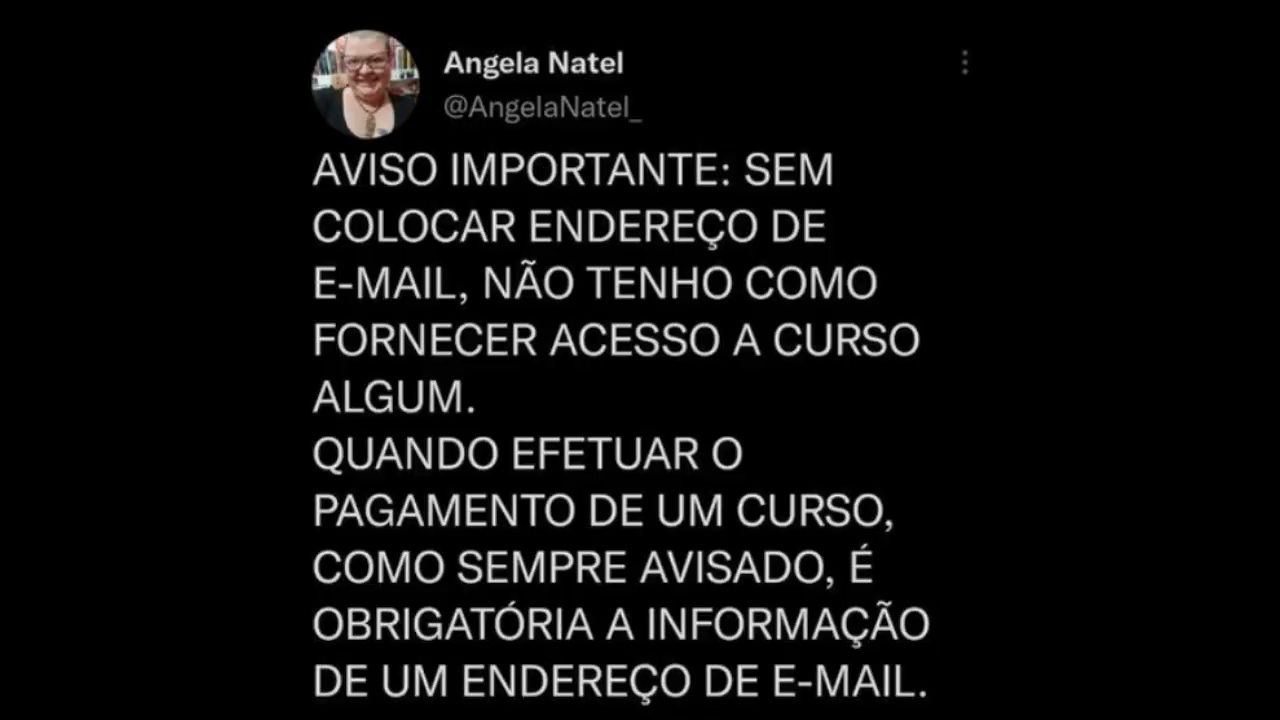 Angela Natel
@AngelaNatel_
AVISO IMPORTANTE: SEM
COLOCAR ENDEREÇO DE
E-MAIL, NÃO TENHO COMO
FORNECER ACESSO A CURSO
ALGUM.
QUANDO EFETUAR O
PAGAMENTO DE UM CURSO,
COMO SEMPRE AVISADO, É
OBRIGATÓRIA A INFORMAÇÃO
DE UM ENDEREÇO DE E-MAIL.